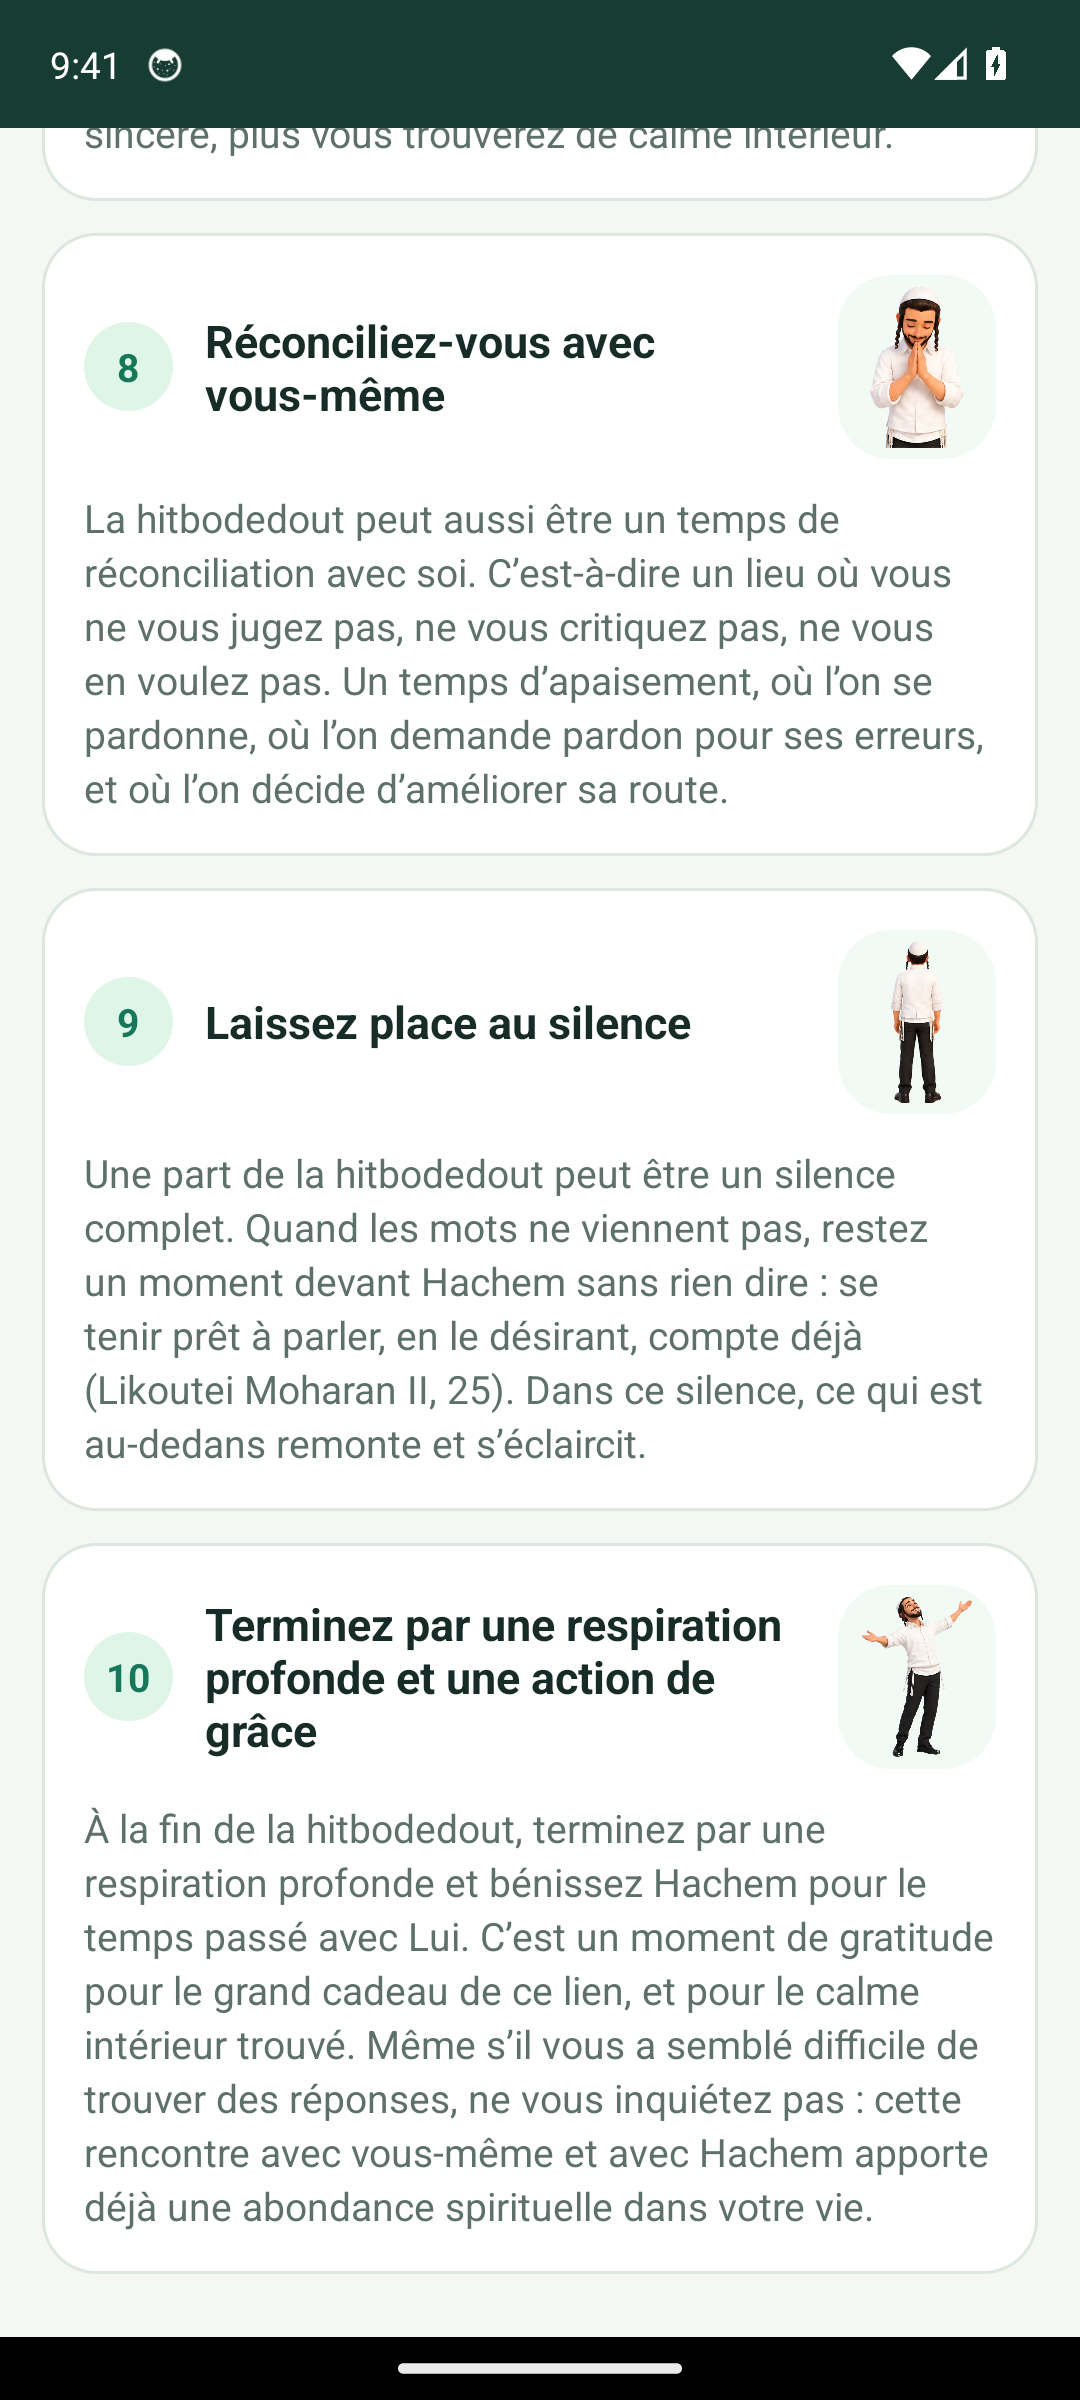 9:41
sincère, plus vous trouverez de calme intérieur.
8
Réconciliez-vous avec
vous-même
La hitbodedout peut aussi être un temps de
réconciliation avec soi. C’est-à-dire un lieu où vous
ne vous jugez pas, ne vous critiquez pas, ne vous
en voulez pas. Un temps d’apaisement, où l’on se
pardonne, où l’on demande pardon pour ses erreurs,
et où l’on décide d’améliorer sa route.
9
Laissez place au silence
Une part de la hitbodedout peut être un silence
complet. Quand les mots ne viennent pas, restez
un moment devant Hachem sans rien dire : se
tenir prêt à parler, en le désirant, compte déjà
(Likoutei Moharan II, 25). Dans ce silence, ce qui est
au-dedans remonte et s’éclaircit.
10
Terminez par une respiration
profonde et une action de
grâce
À la fin de la hitbodedout, terminez par une
respiration profonde et bénissez Hachem pour le
temps passé avec Lui. C’est un moment de gratitude
pour le grand cadeau de ce lien, et pour le calme
intérieur trouvé. Même s’il vous a semblé difficile de
trouver des réponses, ne vous inquiétez pas : cette
rencontre avec vous-même et avec Hachem apporte
déjà une abondance spirituelle dans votre vie.